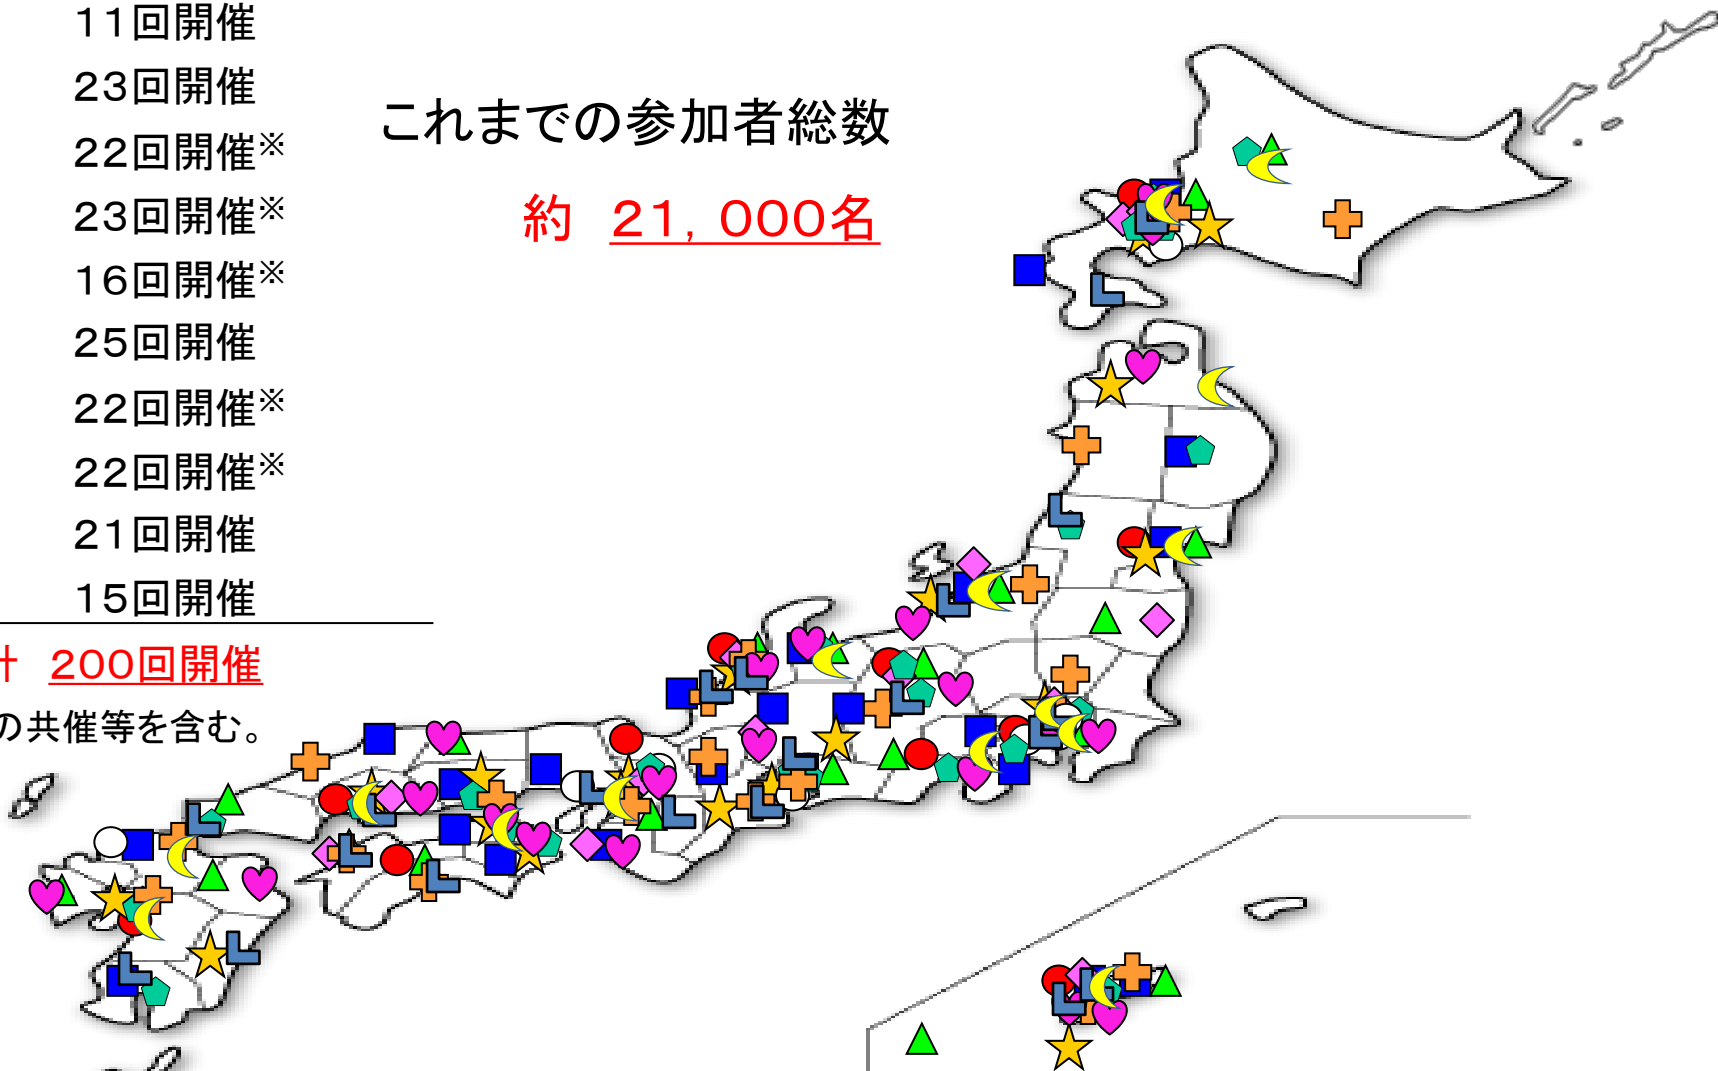 11回開催
23回開催
22回開催※
23回開催※
16回開催※
25回開催
22回開催※
22回開催※
21回開催
15回開催
計 200回開催
の共催等を含む。
これまでの参加者総数
約 21,000名